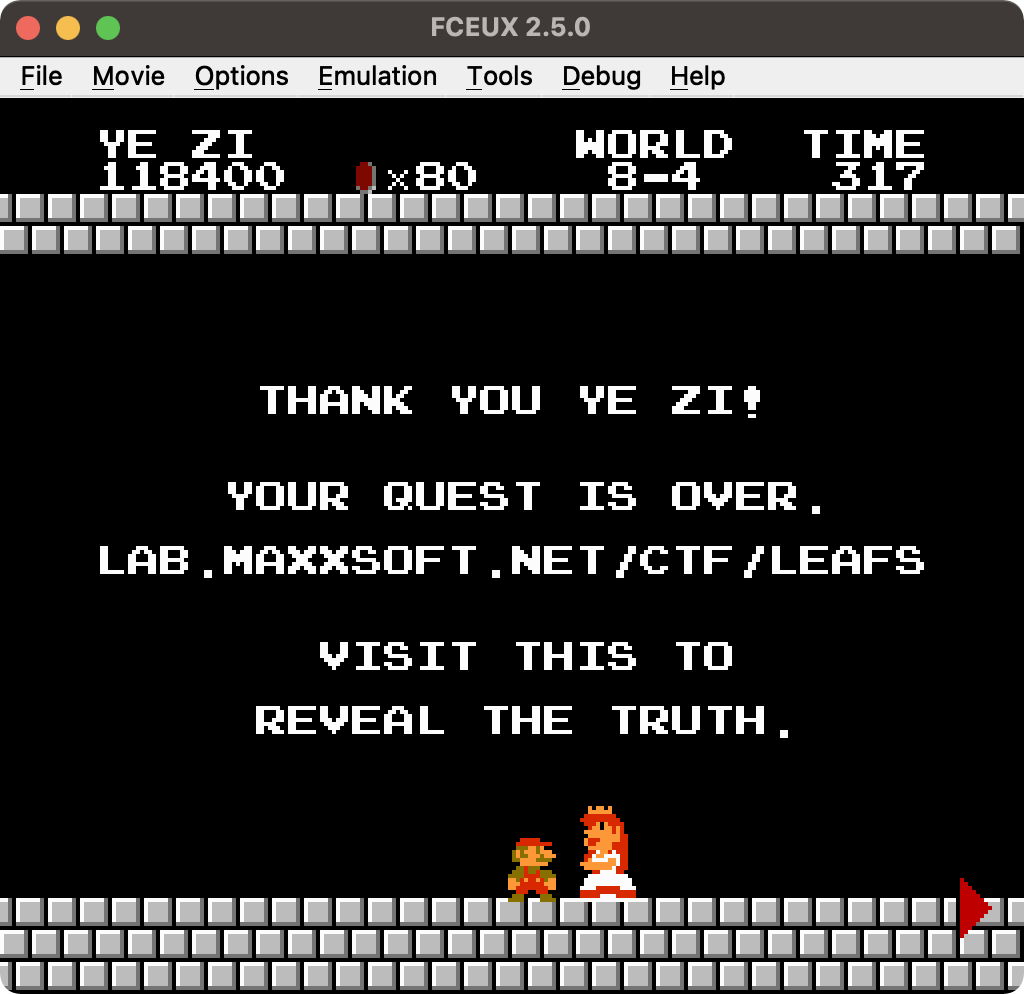 FCEUX 2.5.0
File Movie Options Emulation Tools Debug Help
YE ZI WORLD TIME
118400 ×80 8-4 317
THANK YOU YE ZI!
YOUR QUEST IS OVER.
LAB.MAXXSOFT.NET/CTF/LEAFS
VISIT THIS TO
REVEAL THE TRUTH.